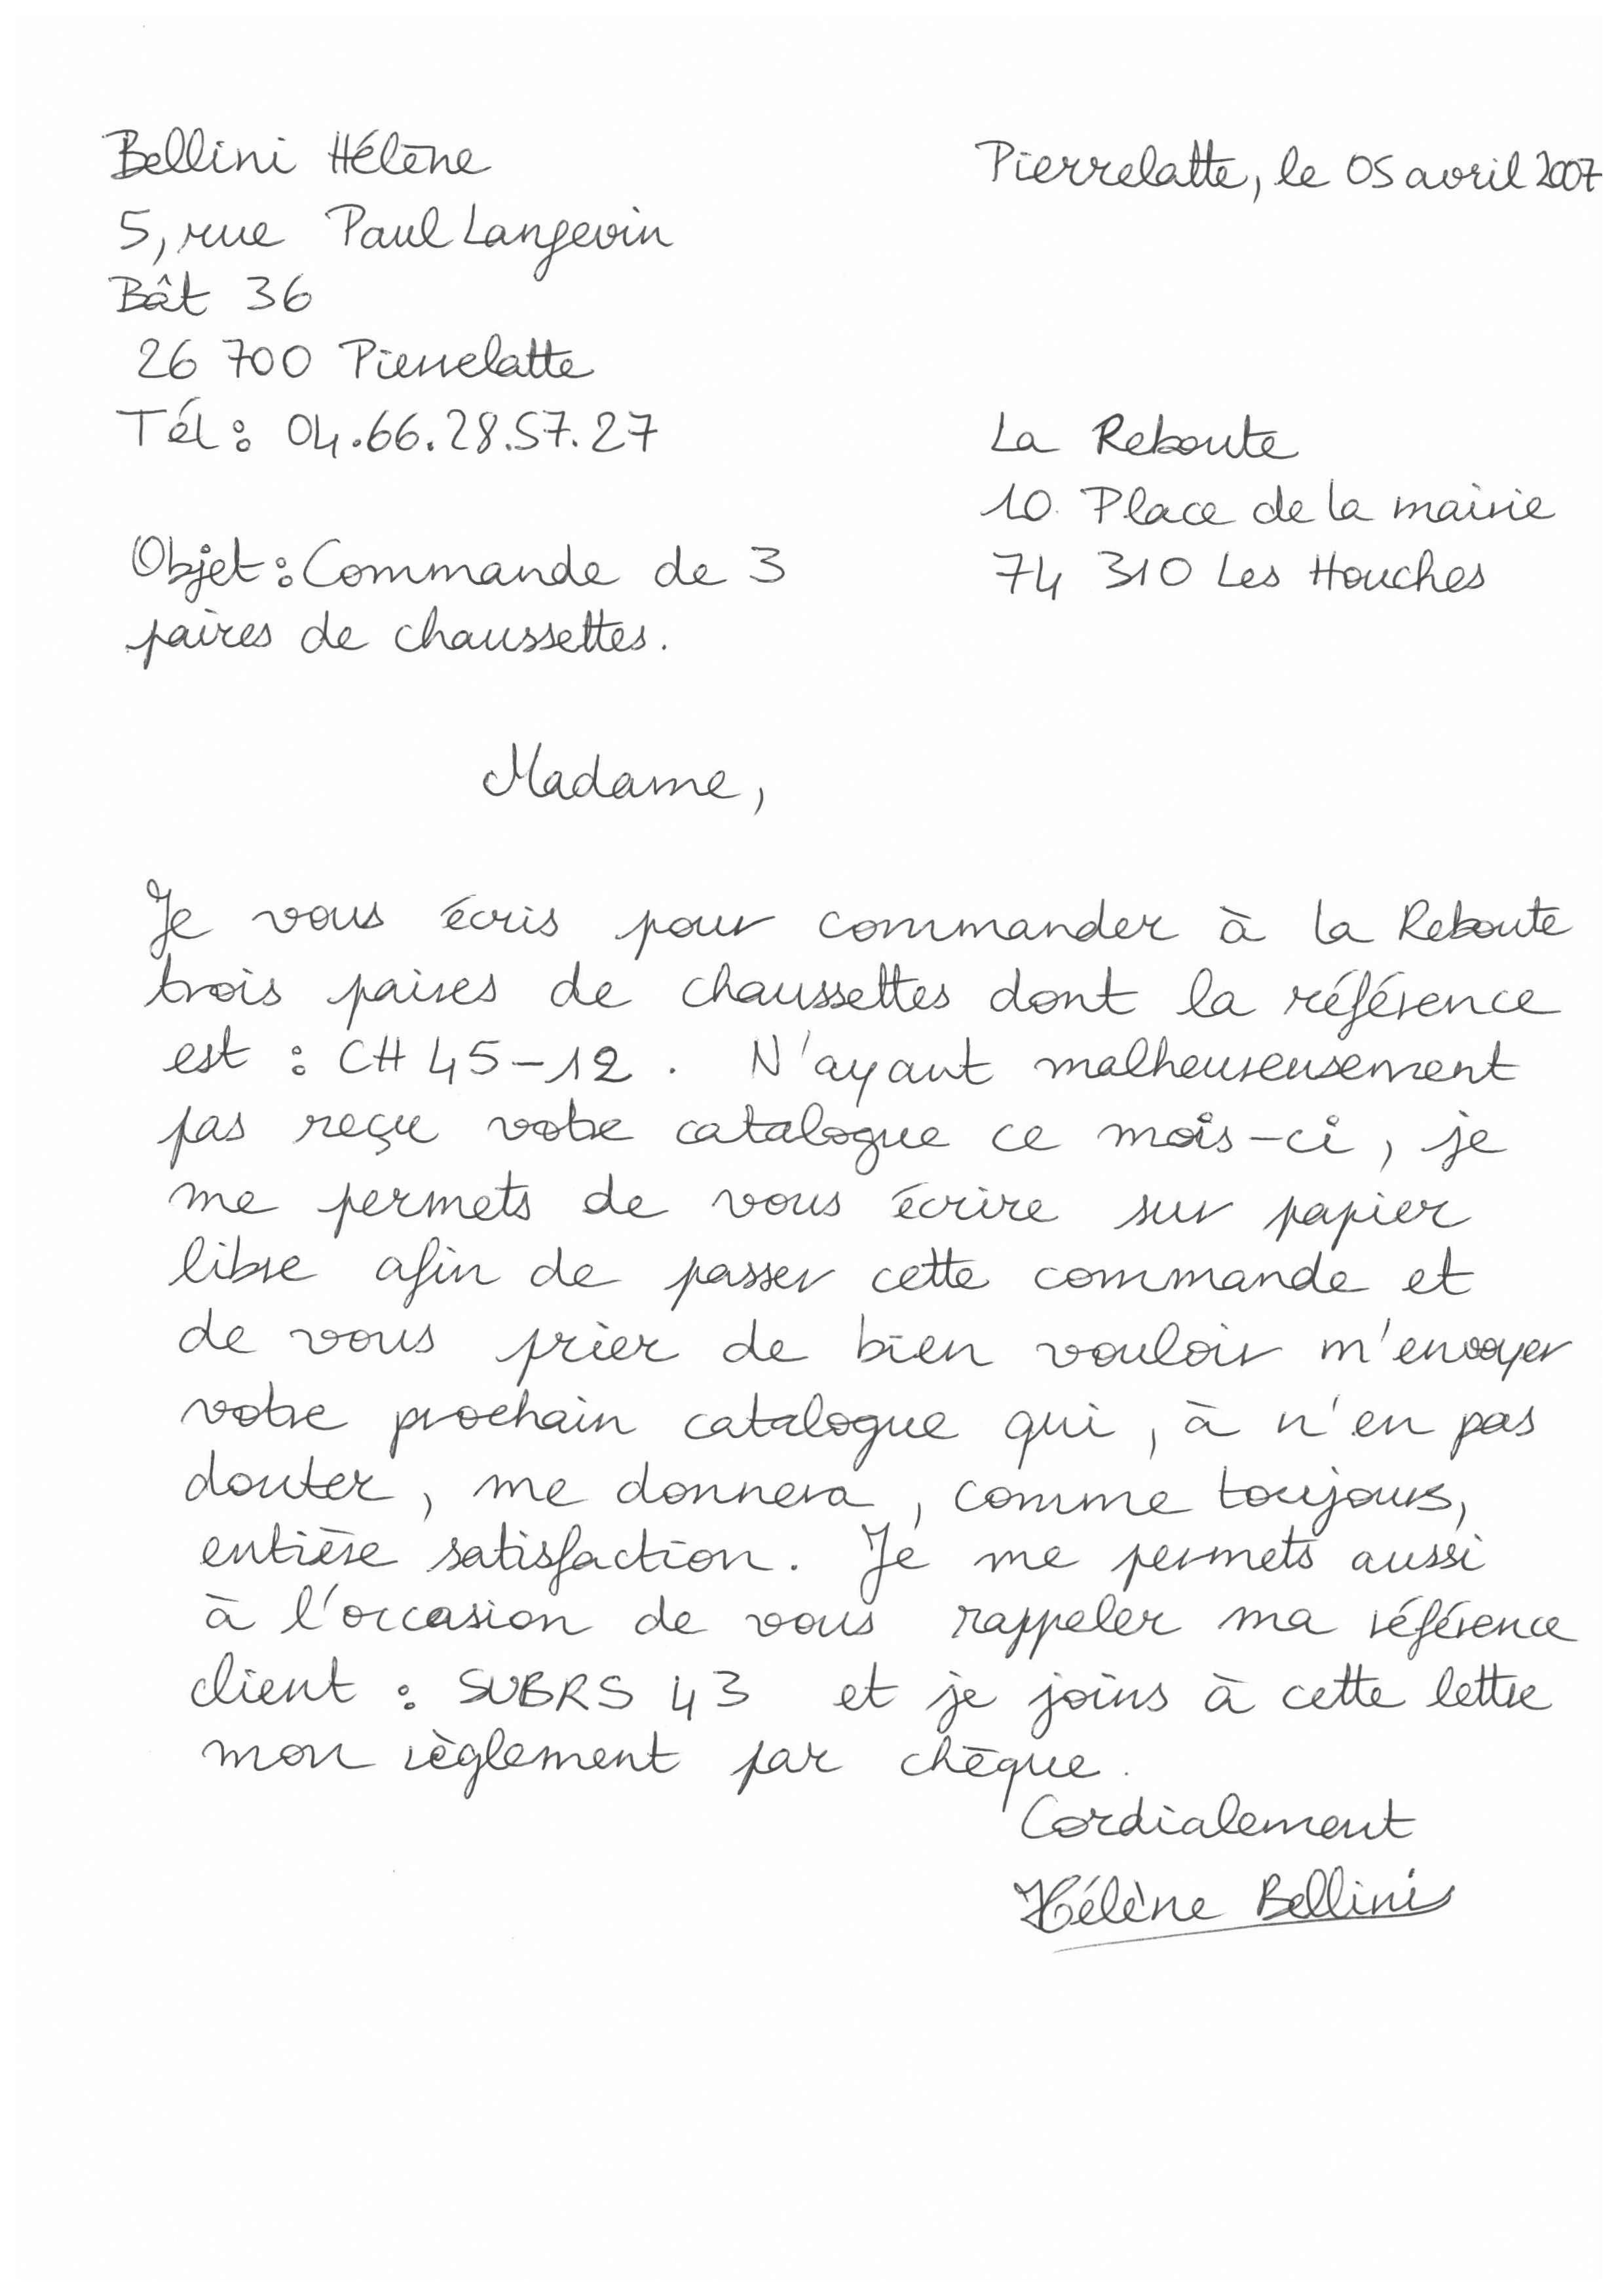 Bellini Hélène
5, rue Paul Langevin
Bât 36
26 700 Pierrelatte
Tél : 04.66.28.57.27
Pierrelatte, le 05 avril 2007
La Reboute
10 Place de la mairie
74 310 Les Houches
Objet : Commande de 3
paires de chaussettes.
Madame,
Je vous écris pour commander à la Reboute
trois paires de chaussettes dont la référence
est : CH 45-12 . N'ayant malheureusement
pas reçu votre catalogue ce mois-ci, je
me permets de vous écrire sur papier
libre afin de passer cette commande et
de vous prier de bien vouloir m'envoyer
votre prochain catalogue qui, à n'en pas
douter, me donnera, comme toujours,
entière satisfaction. Je me permets aussi
à l'occasion de vous rappeler ma référence
client : SUBRS 43 et je joins à cette lettre
mon règlement par chèque.
Cordialement
Hélène Bellini